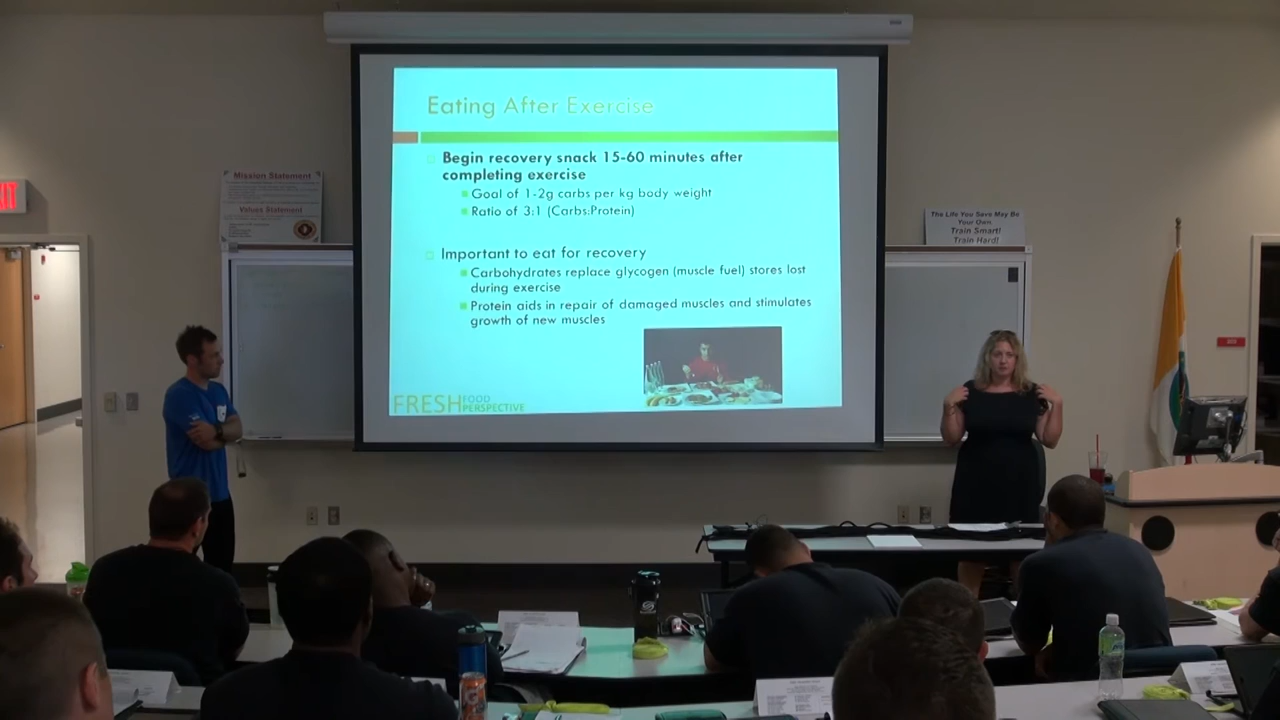 Eating After Exercise
Begin recovery snack 15-60 minutes after
completing exercise
Goal of 1-2g carbs per kg body weight
Ratio of 3:1 (Carbs:Protein)
Important to eat for recovery
Carbohydrates replace glycogen (muscle fuel) stores lost
during exercise
Protein aids in repair of damaged muscles and stimulates
growth of new muscles
FRESH FOOD
PERSPECTIVE
Mission Statement
Values Statement
The Life You Save May Be
Your Own.
Train Smart!
Train Hard!